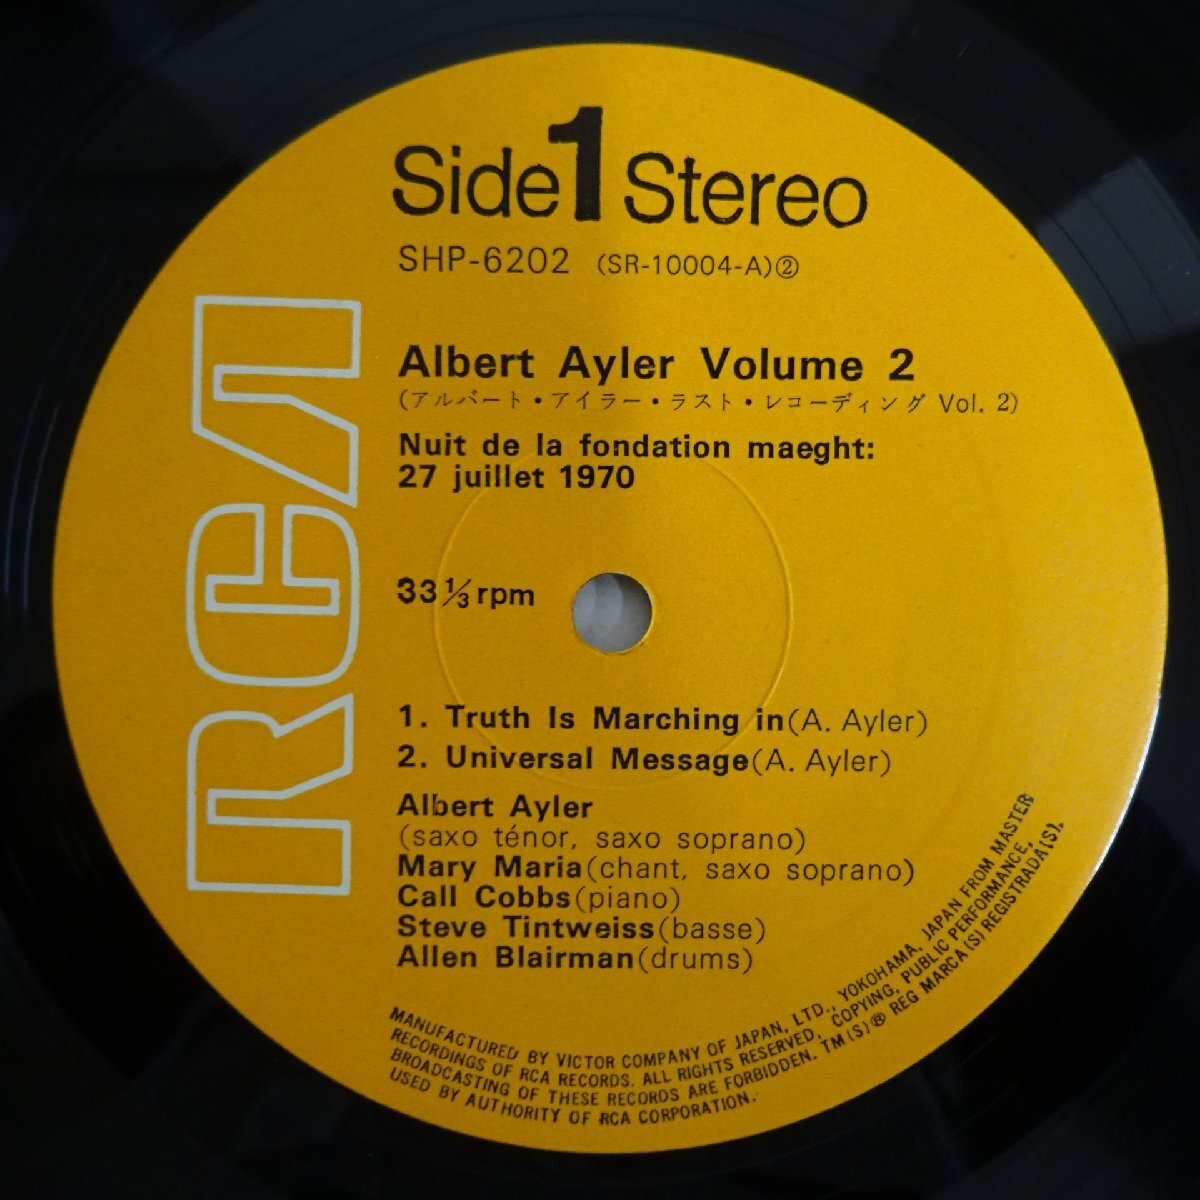 Side 1 Stereo
SHP-6202 (SR-10004-A)②
RCA
Albert Ayler Volume 2
(アルバート・アイラー・ラスト・レコーディング Vol. 2)
Nuit de la fondation maeght:
27 juillet 1970
33 1/3 rpm
1. Truth Is Marching in(A. Ayler)
2. Universal Message(A. Ayler)
Albert Ayler
(saxo ténor, saxo soprano)
Mary Maria(chant, saxo soprano)
Call Cobbs(piano)
Steve Tintweiss(basse)
Allen Blairman(drums)
MANUFACTURED BY VICTOR COMPANY OF JAPAN, LTD., YOKOHAMA, JAPAN FROM MASTER
RECORDINGS OF RCA RECORDS. ALL RIGHTS RESERVED, COPYING, PUBLIC PERFORMANCE,
BROADCASTING OF THESE RECORDS ARE FORBIDDEN. TM(S)® REG MARCA(S) REGISTRADA(S).
USED BY AUTHORITY OF RCA CORPORATION.